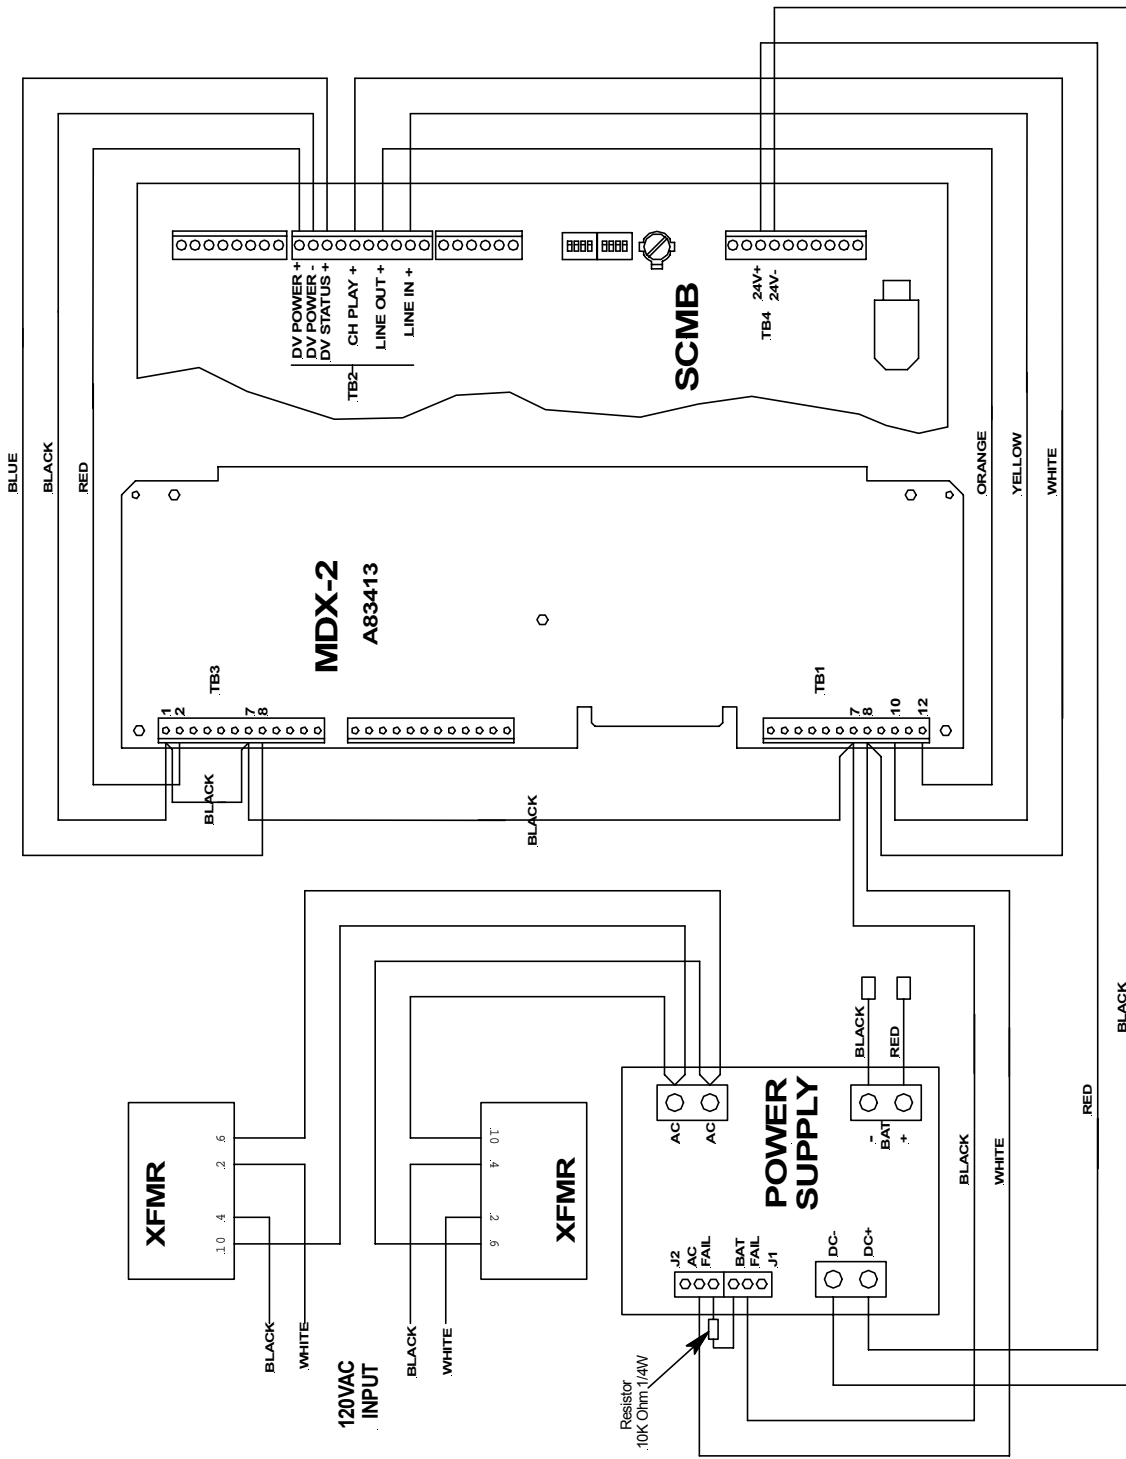 BLUE
BLACK
RED
DV POWER +
DV POWER -
DV STATUS +
CH PLAY +
LINE OUT +
LINE IN +
TB2
SCMB
24V+
24V-
TB4
ORANGE
YELLOW
WHITE
MDX-2
A83413
TB3
1
2
7
8
TB1
7
8
10
12
BLACK
BLACK
XFMR
6
2
4
10
BLACK
WHITE
XFMR
10
4
2
6
BLACK
WHITE
120VAC
INPUT
POWER
SUPPLY
AC
AC
BLACK
RED
-
BAT
+
J2
AC
FAIL
BAT
FAIL
J1
DC-
DC+
Resistor
10K Ohm 1/4W
BLACK
WHITE
RED
BLACK